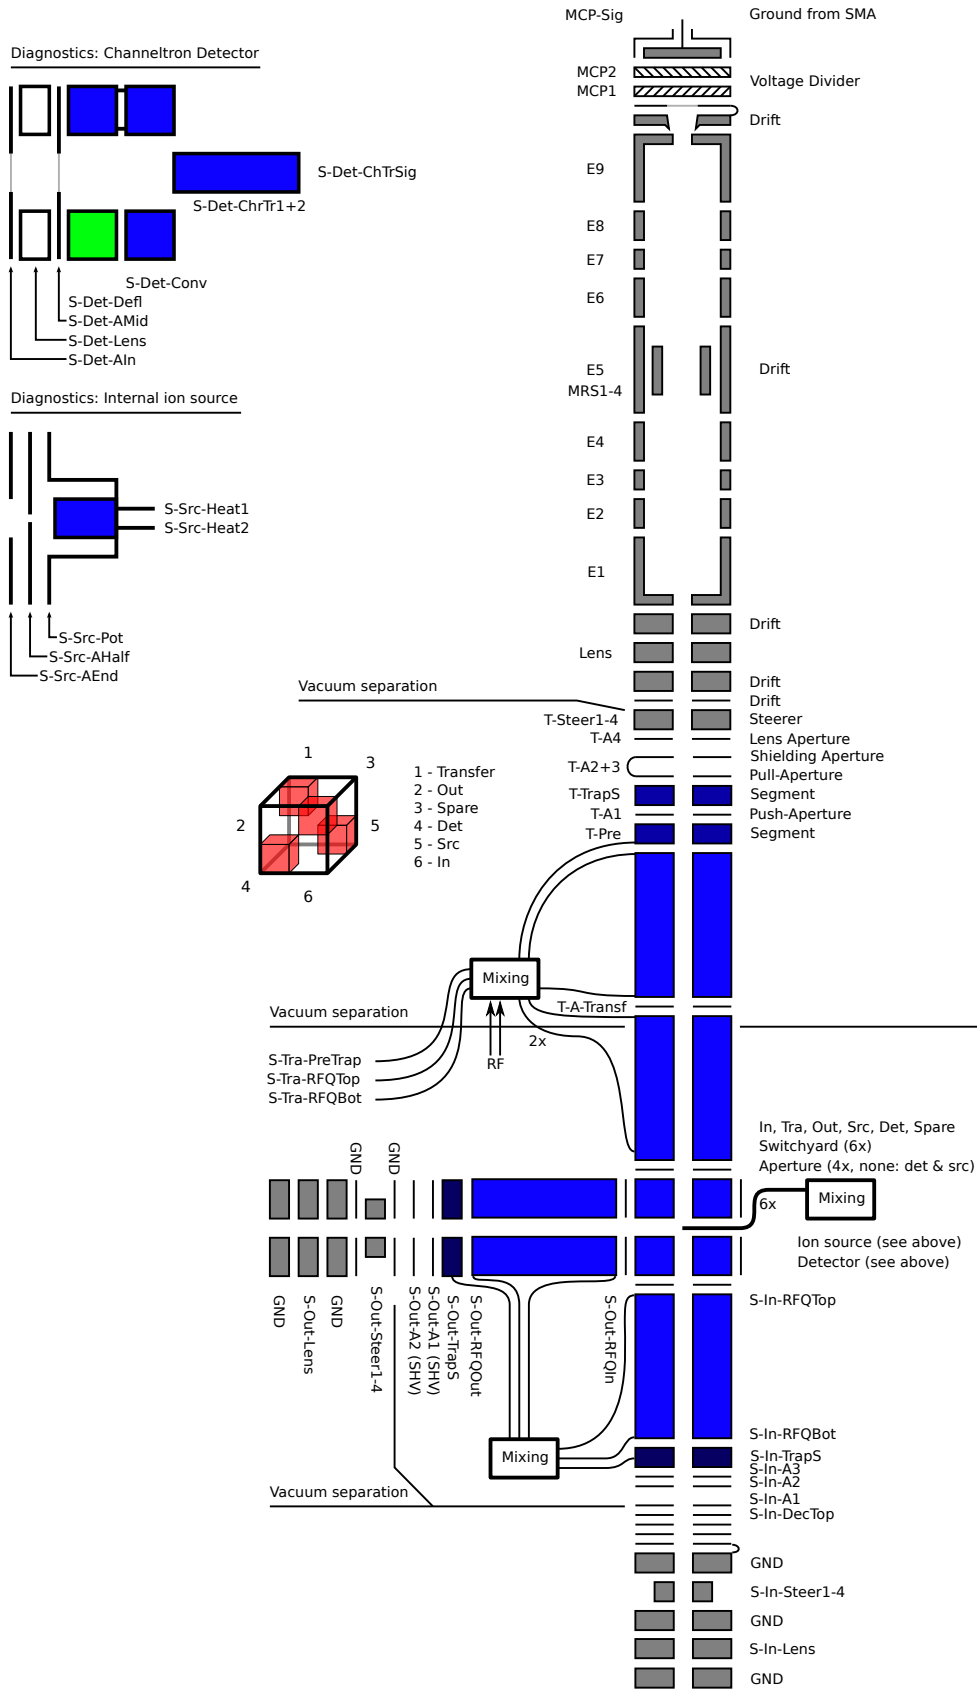 MCP-Sig
Ground from SMA
MCP2
MCP1
Voltage Divider
Drift
E9
E8
E7
E6
E5
MRS1-4
Drift
E4
E3
E2
E1
Drift
Lens
Drift
Drift
T-Steer1-4
Steerer
T-A4
Lens Aperture
Shielding Aperture
T-A2+3
Pull-Aperture
T-TrapS
Segment
T-A1
Push-Aperture
T-Pre
Segment
Diagnostics: Channeltron Detector
S-Det-ChTrSig
S-Det-ChrTr1+2
S-Det-Conv
S-Det-Defl
S-Det-AMid
S-Det-Lens
S-Det-AIn
Diagnostics: Internal ion source
S-Src-Heat1
S-Src-Heat2
S-Src-Pot
S-Src-AHalf
S-Src-AEnd
Vacuum separation
1
3
2
5
4
6
1 - Transfer
2 - Out
3 - Spare
4 - Det
5 - Src
6 - In
Mixing
T-A-Transf
Vacuum separation
2x
RF
S-Tra-PreTrap
S-Tra-RFQTop
S-Tra-RFQBot
In, Tra, Out, Src, Det, Spare
Switchyard (6x)
Aperture (4x, none: det & src)
6x
Mixing
Ion source (see above)
Detector (see above)
GND
GND
GND
S-Out-Lens
GND
S-Out-Steer1-4
S-Out-A2 (SHV)
S-Out-A1 (SHV)
S-Out-TrapS
S-Out-RFQOut
S-Out-RFQIn
S-In-RFQTop
Mixing
S-In-RFQBot
S-In-TrapS
S-In-A3
S-In-A2
Vacuum separation
S-In-A1
S-In-DecTop
GND
S-In-Steer1-4
GND
S-In-Lens
GND